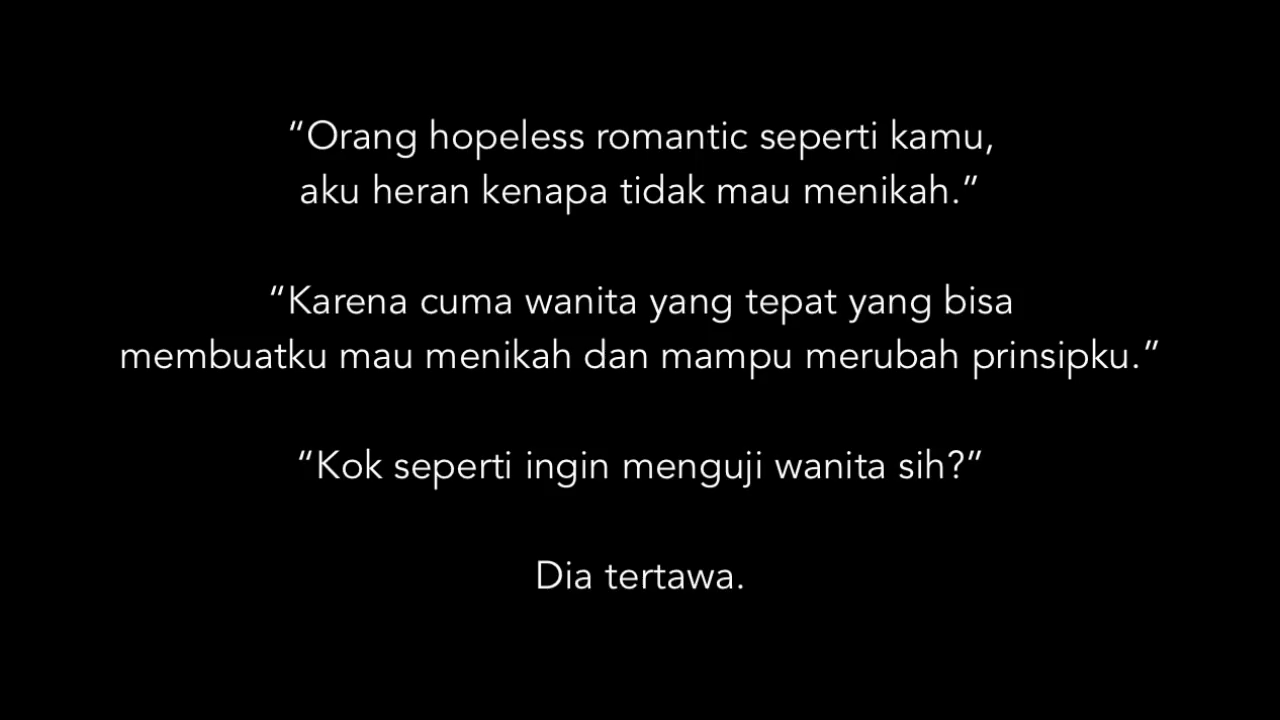 “Orang hopeless romantic seperti kamu,
aku heran kenapa tidak mau menikah.”
“Karena cuma wanita yang tepat yang bisa
membuatku mau menikah dan mampu merubah prinsipku.”
“Kok seperti ingin menguji wanita sih?”
Dia tertawa.